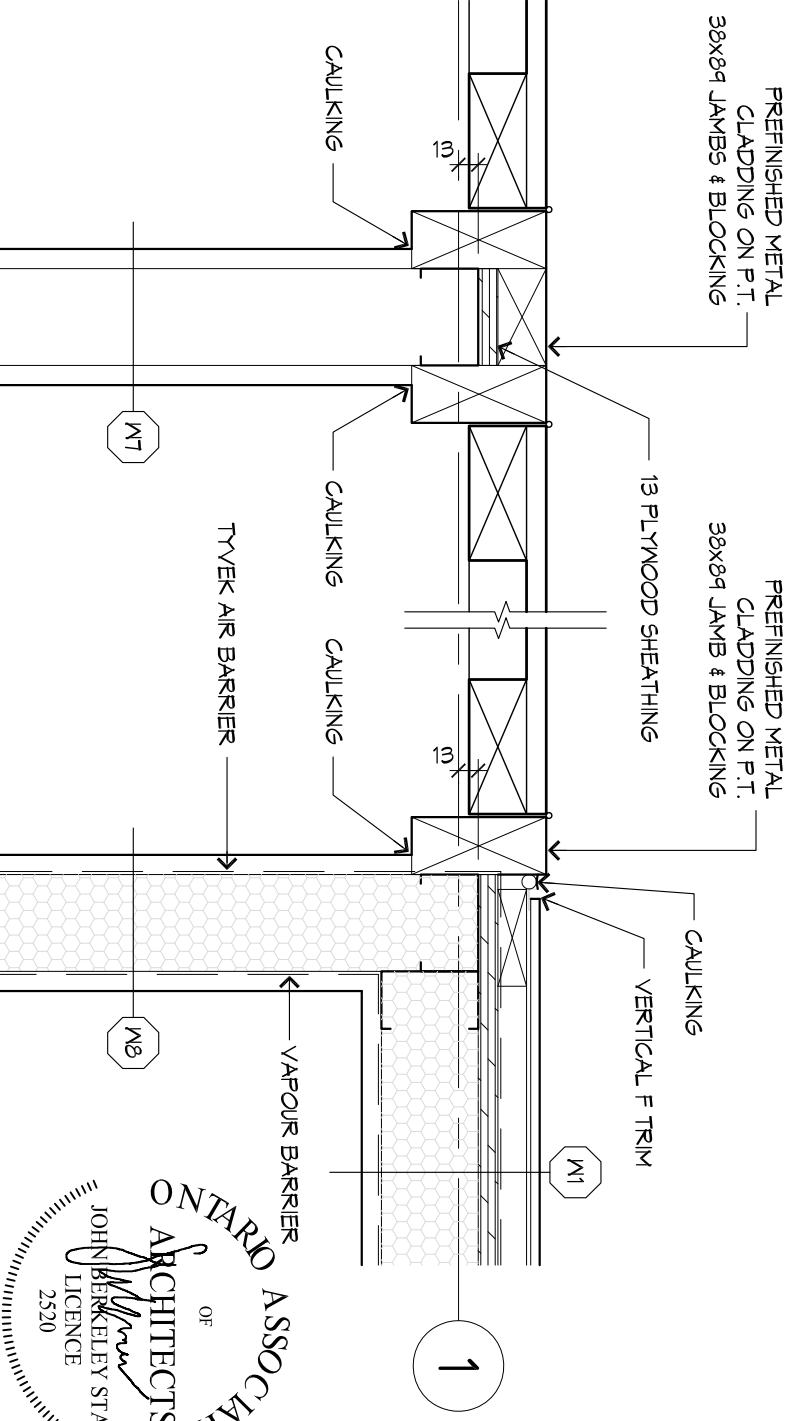 PREFINISHED METAL
CLADDING ON P.T.
38x89 JAMBS & BLOCKING
PREFINISHED METAL
CLADDING ON P.T.
38x89 JAMB & BLOCKING
13 PLYWOOD SHEATHING
CAULKING
VERTICAL F TRIM
13
13
W1
1
CAULKING
CAULKING
CAULKING
VAPOUR BARRIER
TYVEK AIR BARRIER
W7
W8
ONTARIO ASSOCIA
OF
ARCHITECTS
JOHN BERKELEY STA
LICENCE
2520